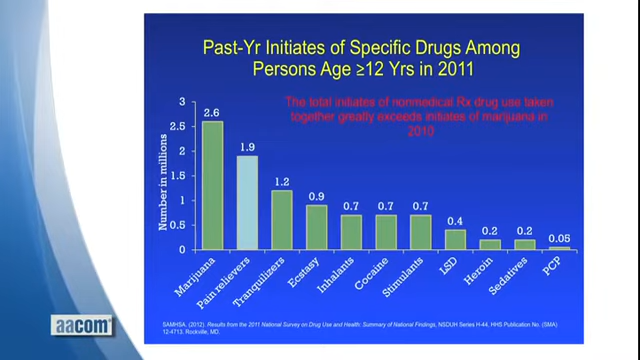 Past-Yr Initiates of Specific Drugs Among
Persons Age ≥12 Yrs in 2011
The total initiates of nonmedical Rx drug use taken
together greatly exceeds initiates of marijuana in
2010
Number in millions
3
2.5
2
1.5
1
0.5
0
2.6
1.9
1.2
0.9
0.7
0.7
0.7
0.4
0.2
0.2
0.05
Marijuana
Pain relievers
Tranquilizers
Ecstasy
Inhalants
Cocaine
Stimulants
LSD
Heroin
Sedatives
PCP
SAMHSA. (2012). Results from the 2011 National Survey on Drug Use and Health: Summary of National Findings, NSDUH Series H-44, HHS Publication No. (SMA)
12-4713. Rockville, MD.
aacom